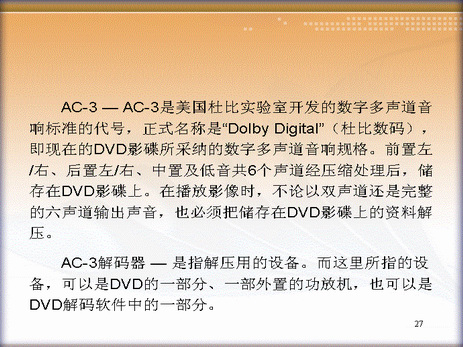 AC-3 — AC-3是美国杜比实验室开发的数字多声道音
响标准的代号，正式名称是“Dolby Digital”（杜比数码），
即现在的DVD影碟所采纳的数字多声道音响规格。前置左
/右、后置左/右、中置及低音共6个声道经压缩处理后，储
存在DVD影碟上。在播放影像时，不论以双声道还是完整
的六声道输出声音，也必须把储存在DVD影碟上的资料解
压。
AC-3解码器 — 是指解压用的设备。而这里所指的设
备，可以是DVD的一部分、一部外置的功放机，也可以是
DVD解码软件中的一部分。
27